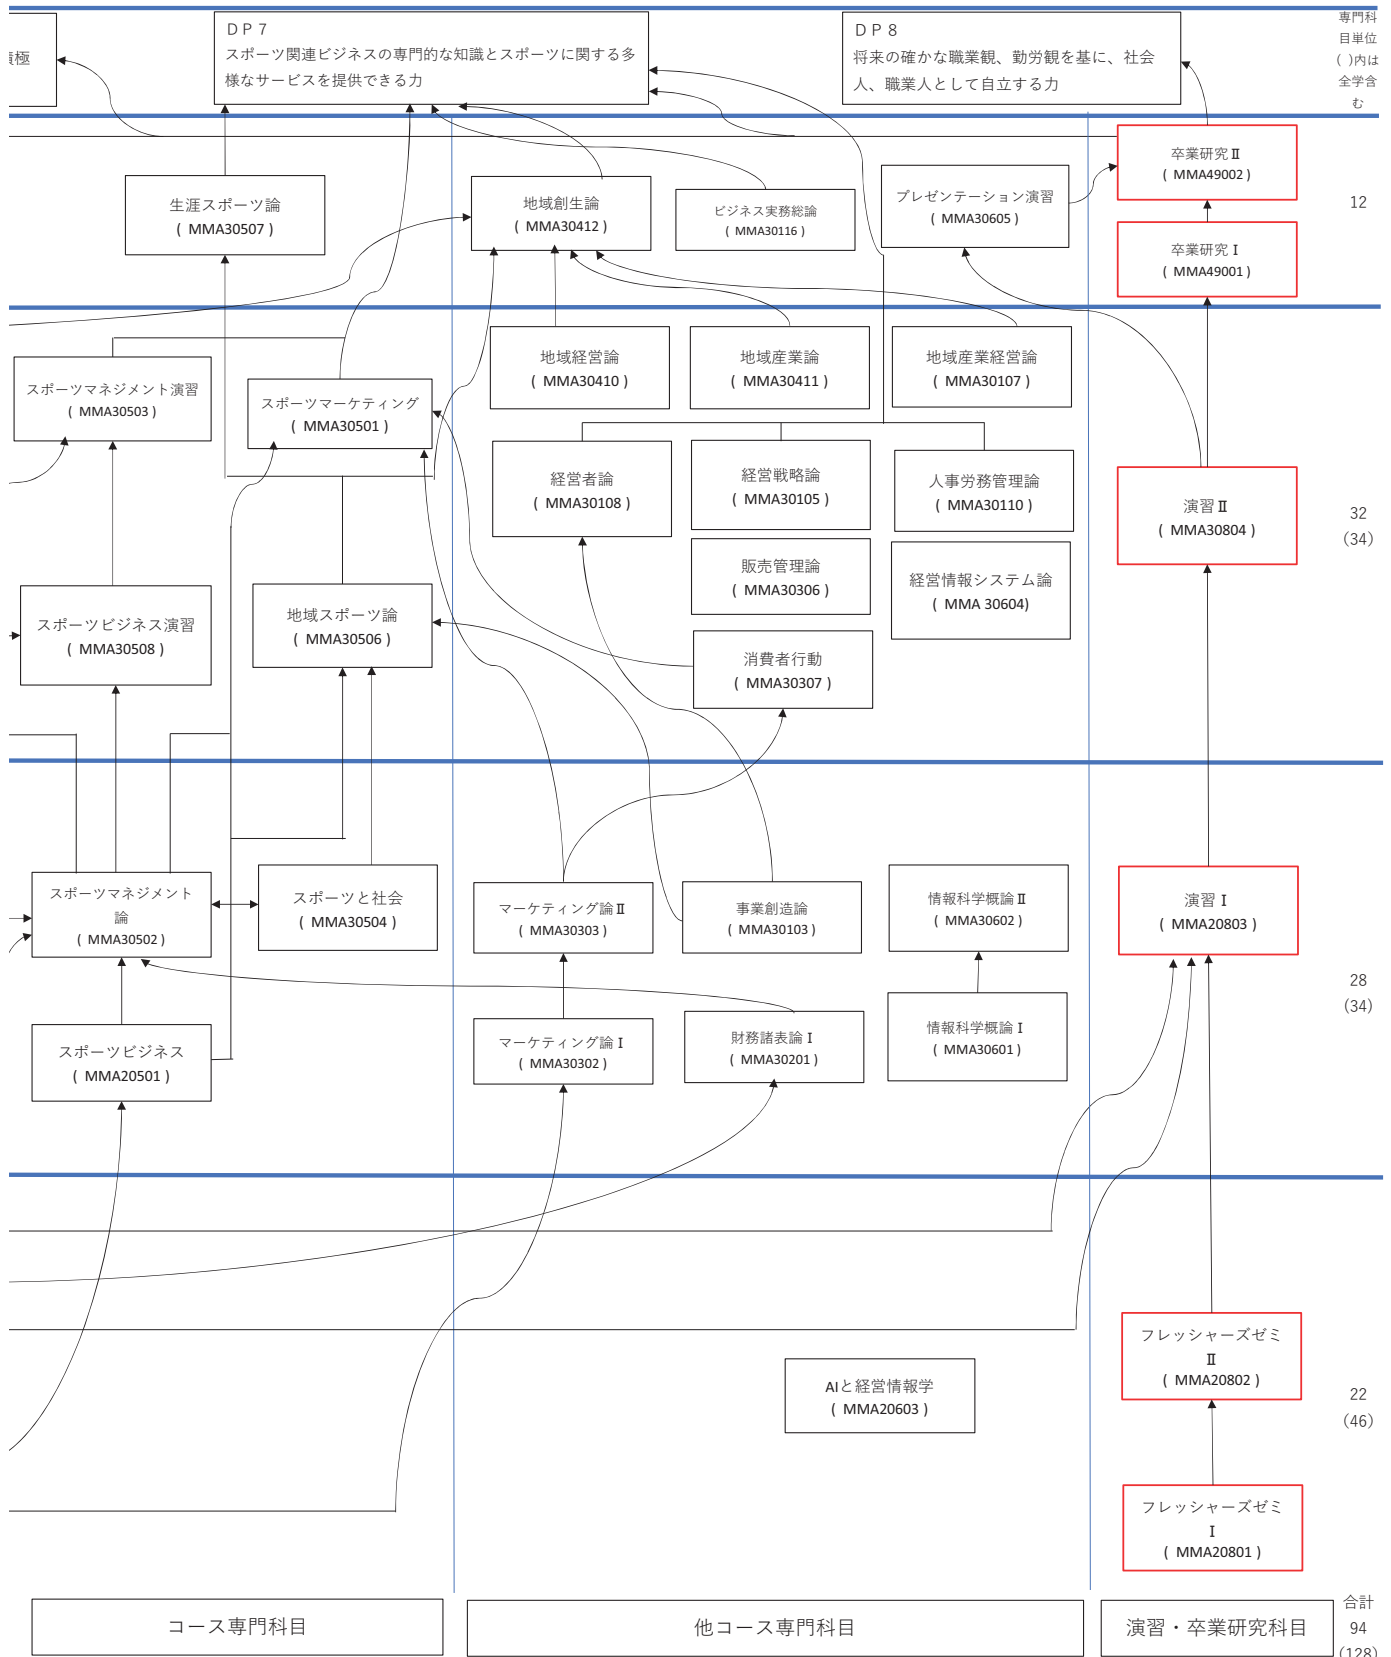 積極
DP7
スポーツ関連ビジネスの専門的な知識とスポーツに関する多
様なサービスを提供できる力
DP8
将来の確かな職業観、勤労観を基に、社会
人、職業人として自立する力
専門科
目単位
( )内は
全学含
む
生涯スポーツ論
( MMA30507 )
地域創生論
( MMA30412 )
ビジネス実務総論
( MMA30116 )
プレゼンテーション演習
( MMA30605 )
卒業研究Ⅱ
( MMA49002 )
卒業研究Ⅰ
( MMA49001 )
12
スポーツマネジメント演習
( MMA30503 )
スポーツマーケティング
( MMA30501 )
地域経営論
( MMA30410 )
地域産業論
( MMA30411 )
地域産業経営論
( MMA30107 )
経営者論
( MMA30108 )
経営戦略論
( MMA30105 )
人事労務管理論
( MMA30110 )
演習Ⅱ
( MMA30804 )
32
(34)
販売管理論
( MMA30306 )
経営情報システム論
( MMA 30604)
スポーツビジネス演習
( MMA30508 )
地域スポーツ論
( MMA30506 )
消費者行動
( MMA30307 )
スポーツマネジメント
論
( MMA30502 )
スポーツと社会
( MMA30504 )
マーケティング論Ⅱ
( MMA30303 )
事業創造論
( MMA30103 )
情報科学概論Ⅱ
( MMA30602 )
演習Ⅰ
( MMA20803 )
28
(34)
スポーツビジネス
( MMA20501 )
マーケティング論Ⅰ
( MMA30302 )
財務諸表論Ⅰ
( MMA30201 )
情報科学概論Ⅰ
( MMA30601 )
フレッシャーズゼミ
Ⅱ
( MMA20802 )
AIと経営情報学
( MMA20603 )
22
(46)
フレッシャーズゼミ
Ⅰ
( MMA20801 )
コース専門科目
他コース専門科目
演習・卒業研究科目
合計
94
(128)